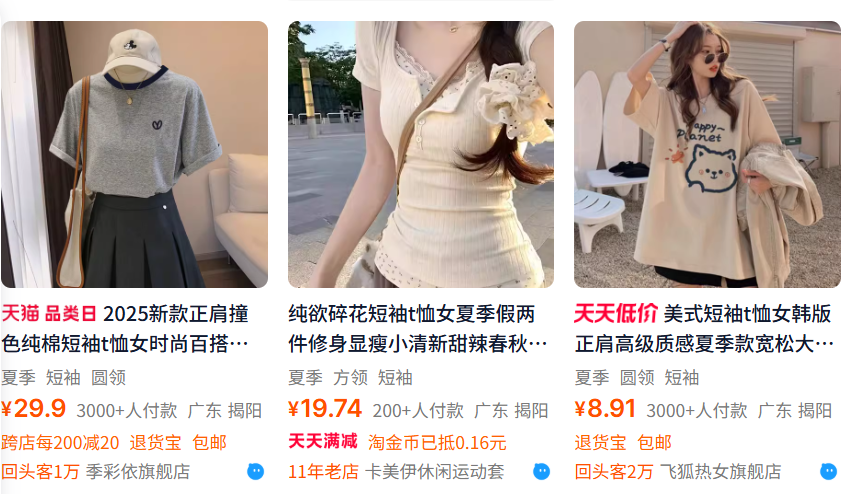 Happy~
Planet
天猫 品类日 2025新款正肩撞
色纯棉短袖t恤女时尚百搭…
夏季 短袖 圆领
¥29.9 3000+人付款 广东 揭阳
跨店每200减20 退货宝 包邮
回头客1万 季彩依旗舰店
纯欲碎花短袖t恤女夏季假两
件修身显瘦小清新甜辣春秋…
夏季 方领 短袖
¥19.74 200+人付款 广东 揭阳
天天满减 淘金币已抵0.16元
11年老店 卡美伊休闲运动套
天天低价 美式短袖t恤女韩版
正肩高级质感夏季款宽松大…
夏季 圆领 短袖
¥8.91 3000+人付款 广东 揭阳
退货宝 包邮
回头客2万 飞狐热女旗舰店